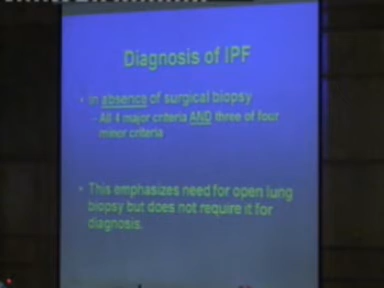 Diagnosis of IPF
• In absence of surgical biopsy
- All 4 major criteria AND three of four
minor criteria
• This emphasizes need for open lung
biopsy but does not require it for
diagnosis.